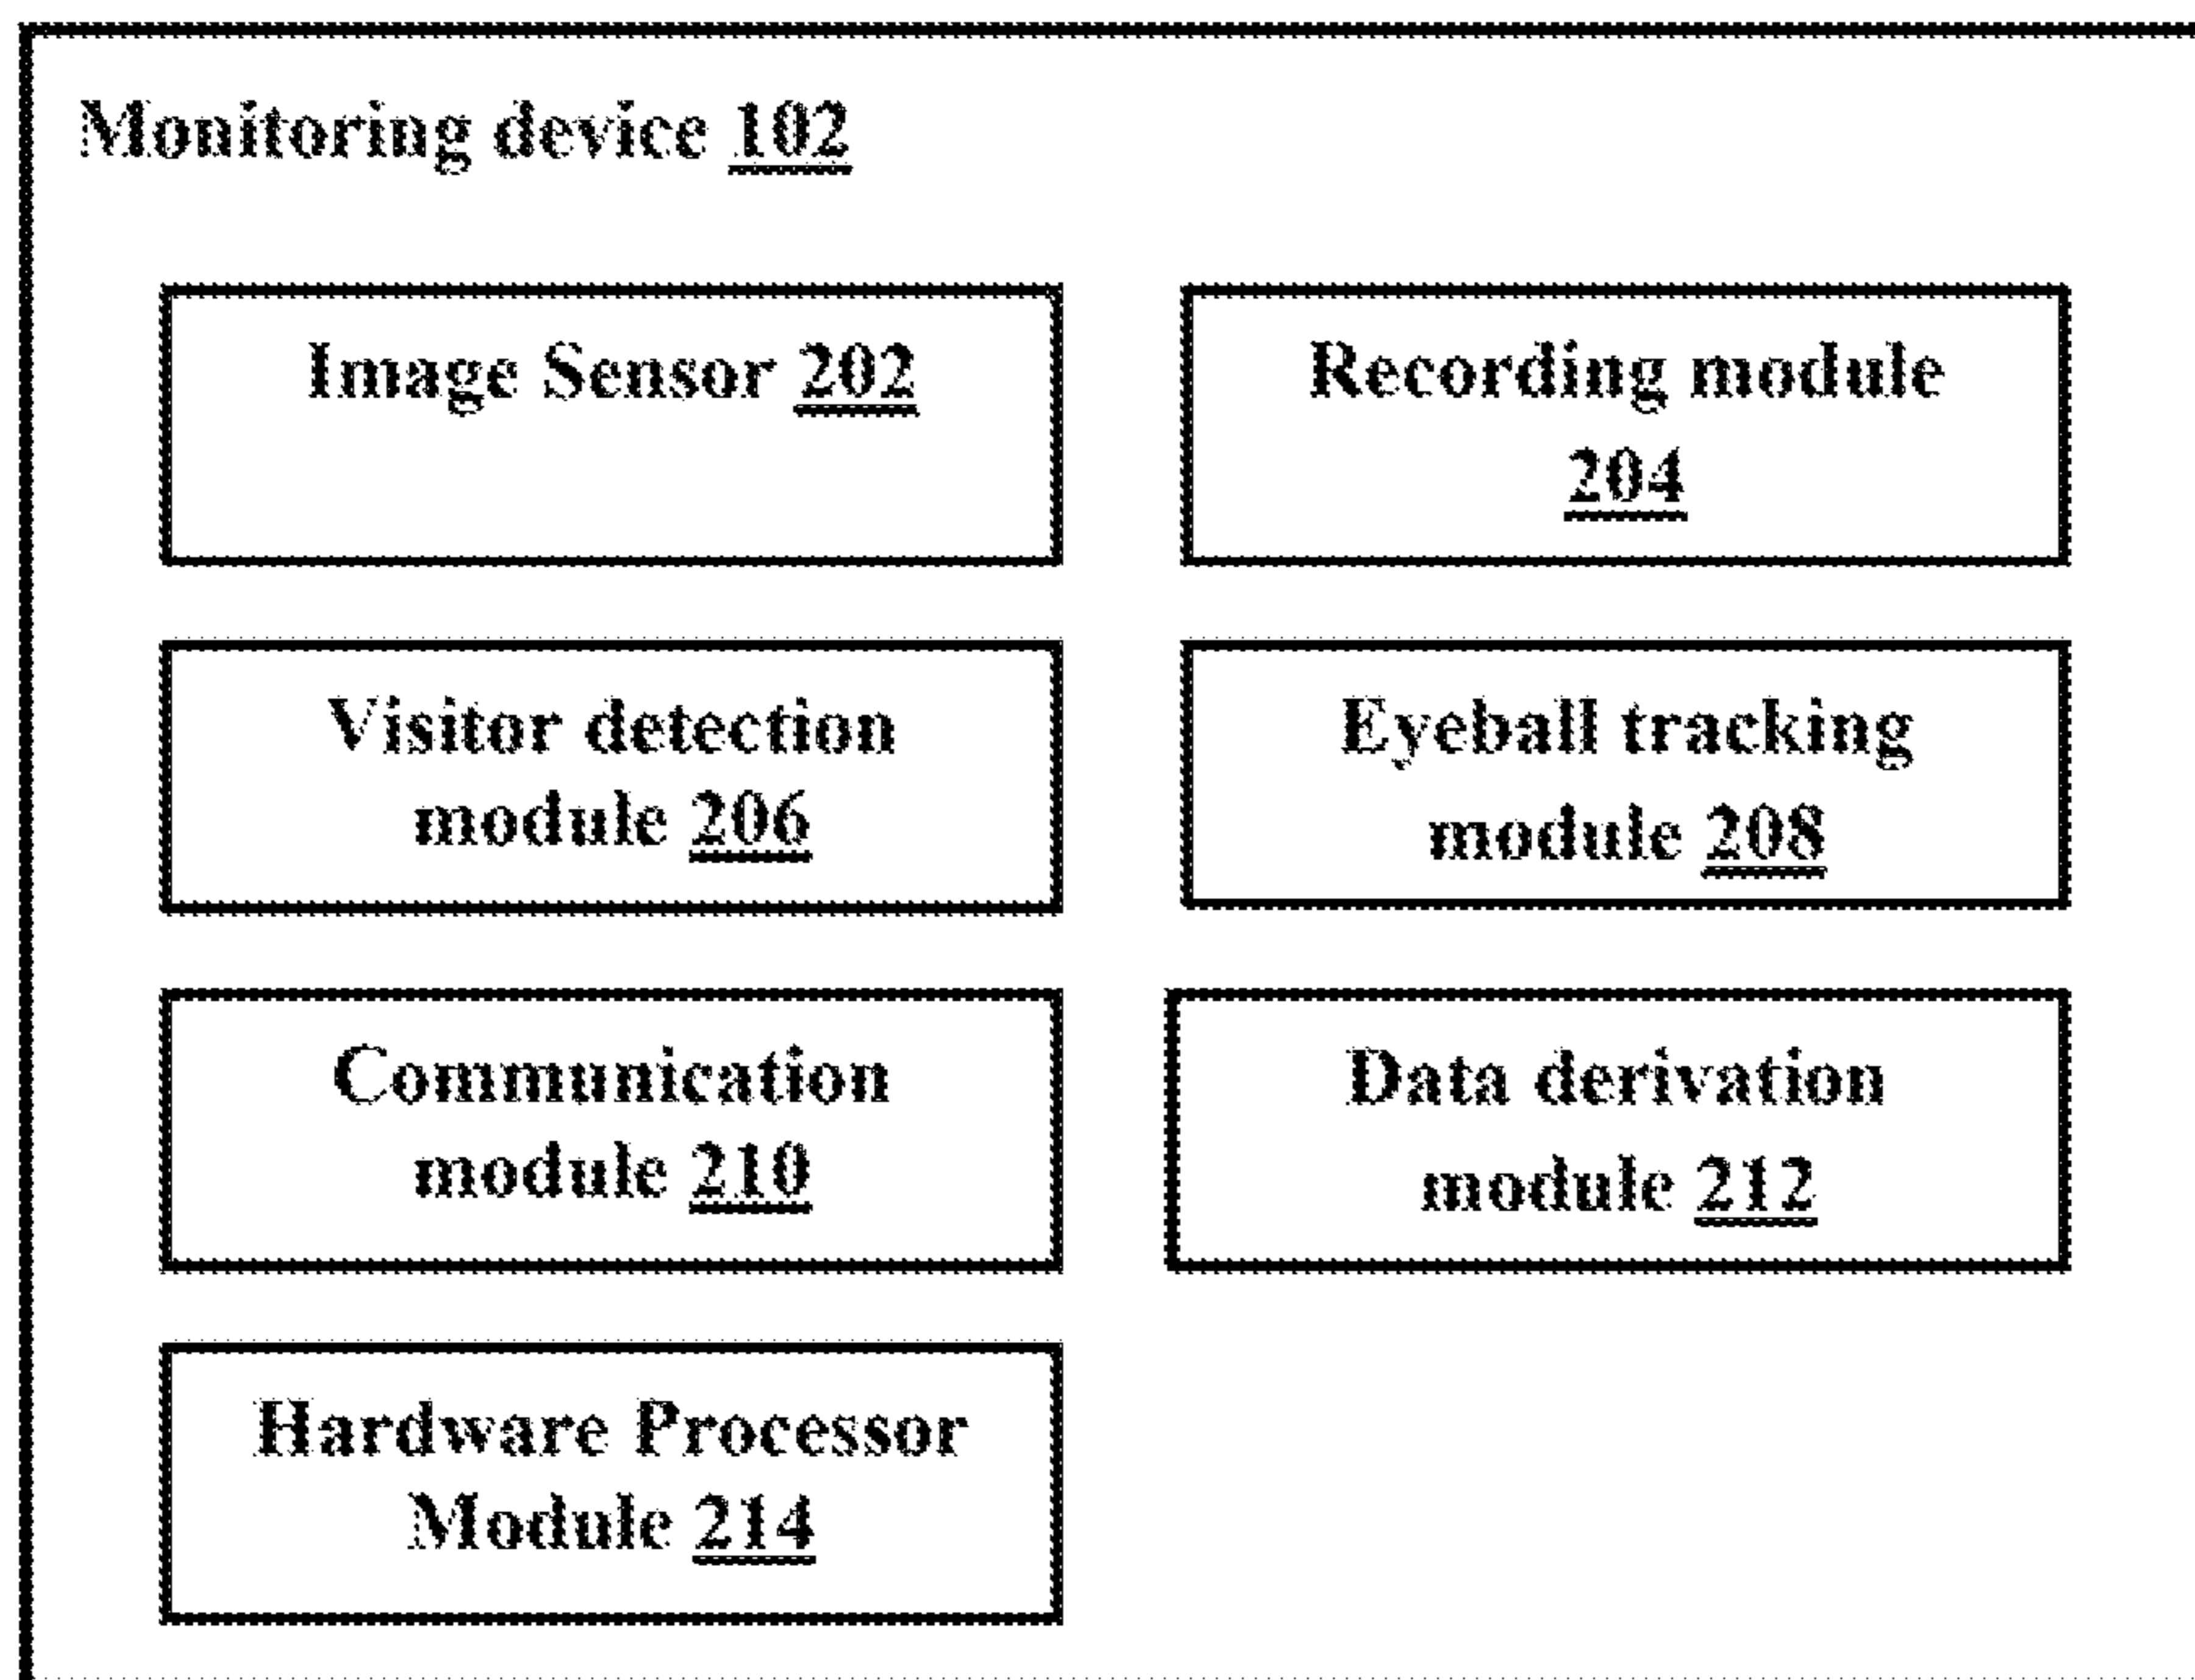 Monitoring device 102
Image Sensor 202
Recording module
204
Visitor detection
module 206
Eyeball tracking
module 208
Communication
module 210
Data derivation
module 212
Hardware Processor
Module 214